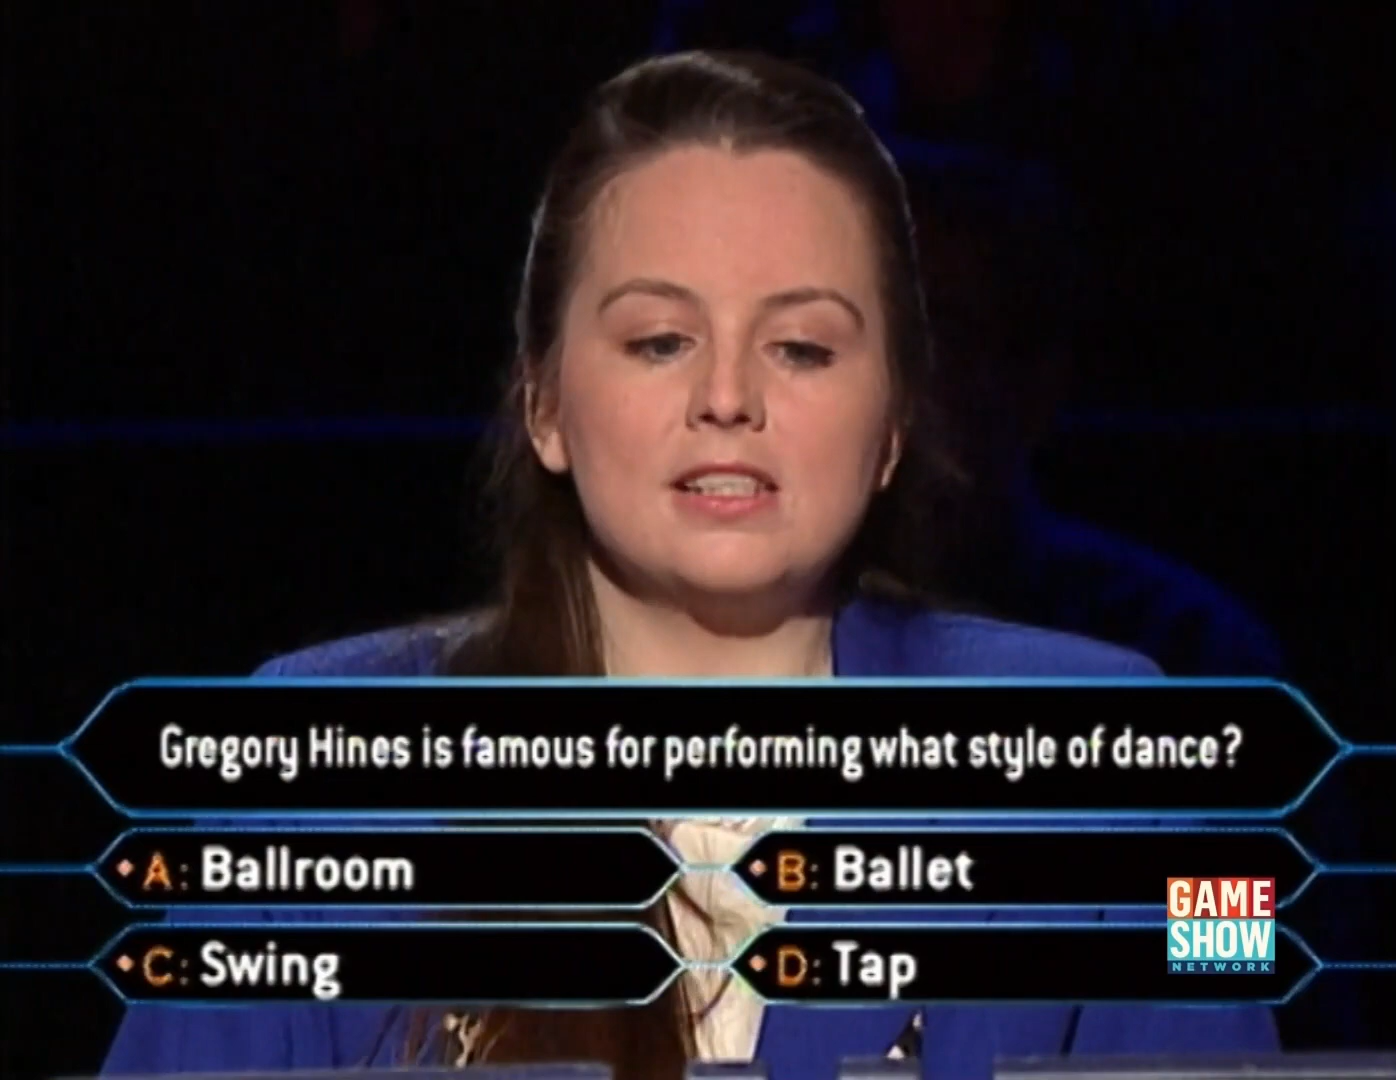 Gregory Hines is famous for performing what style of dance?
A: Ballroom
B: Ballet
C: Swing
D: Tap
GAME
SHOW
NETWORK